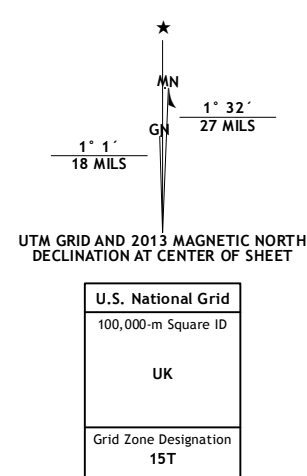 ★
MN
GN
1° 32´
27 MILS
1° 1´
18 MILS
UTM GRID AND 2013 MAGNETIC NORTH
DECLINATION AT CENTER OF SHEET
U.S. National Grid
100,000-m Square ID
UK
Grid Zone Designation
15T